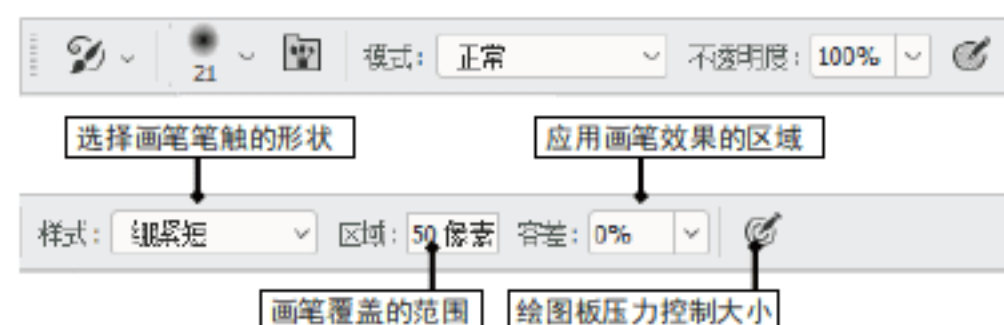 21 模式： 正常 不透明度： 100%
选择画笔笔触的形状 应用画笔效果的区域
样式： 绷紧短 区域： 50 像素 容差： 0%
画笔覆盖的范围 绘图板压力控制大小